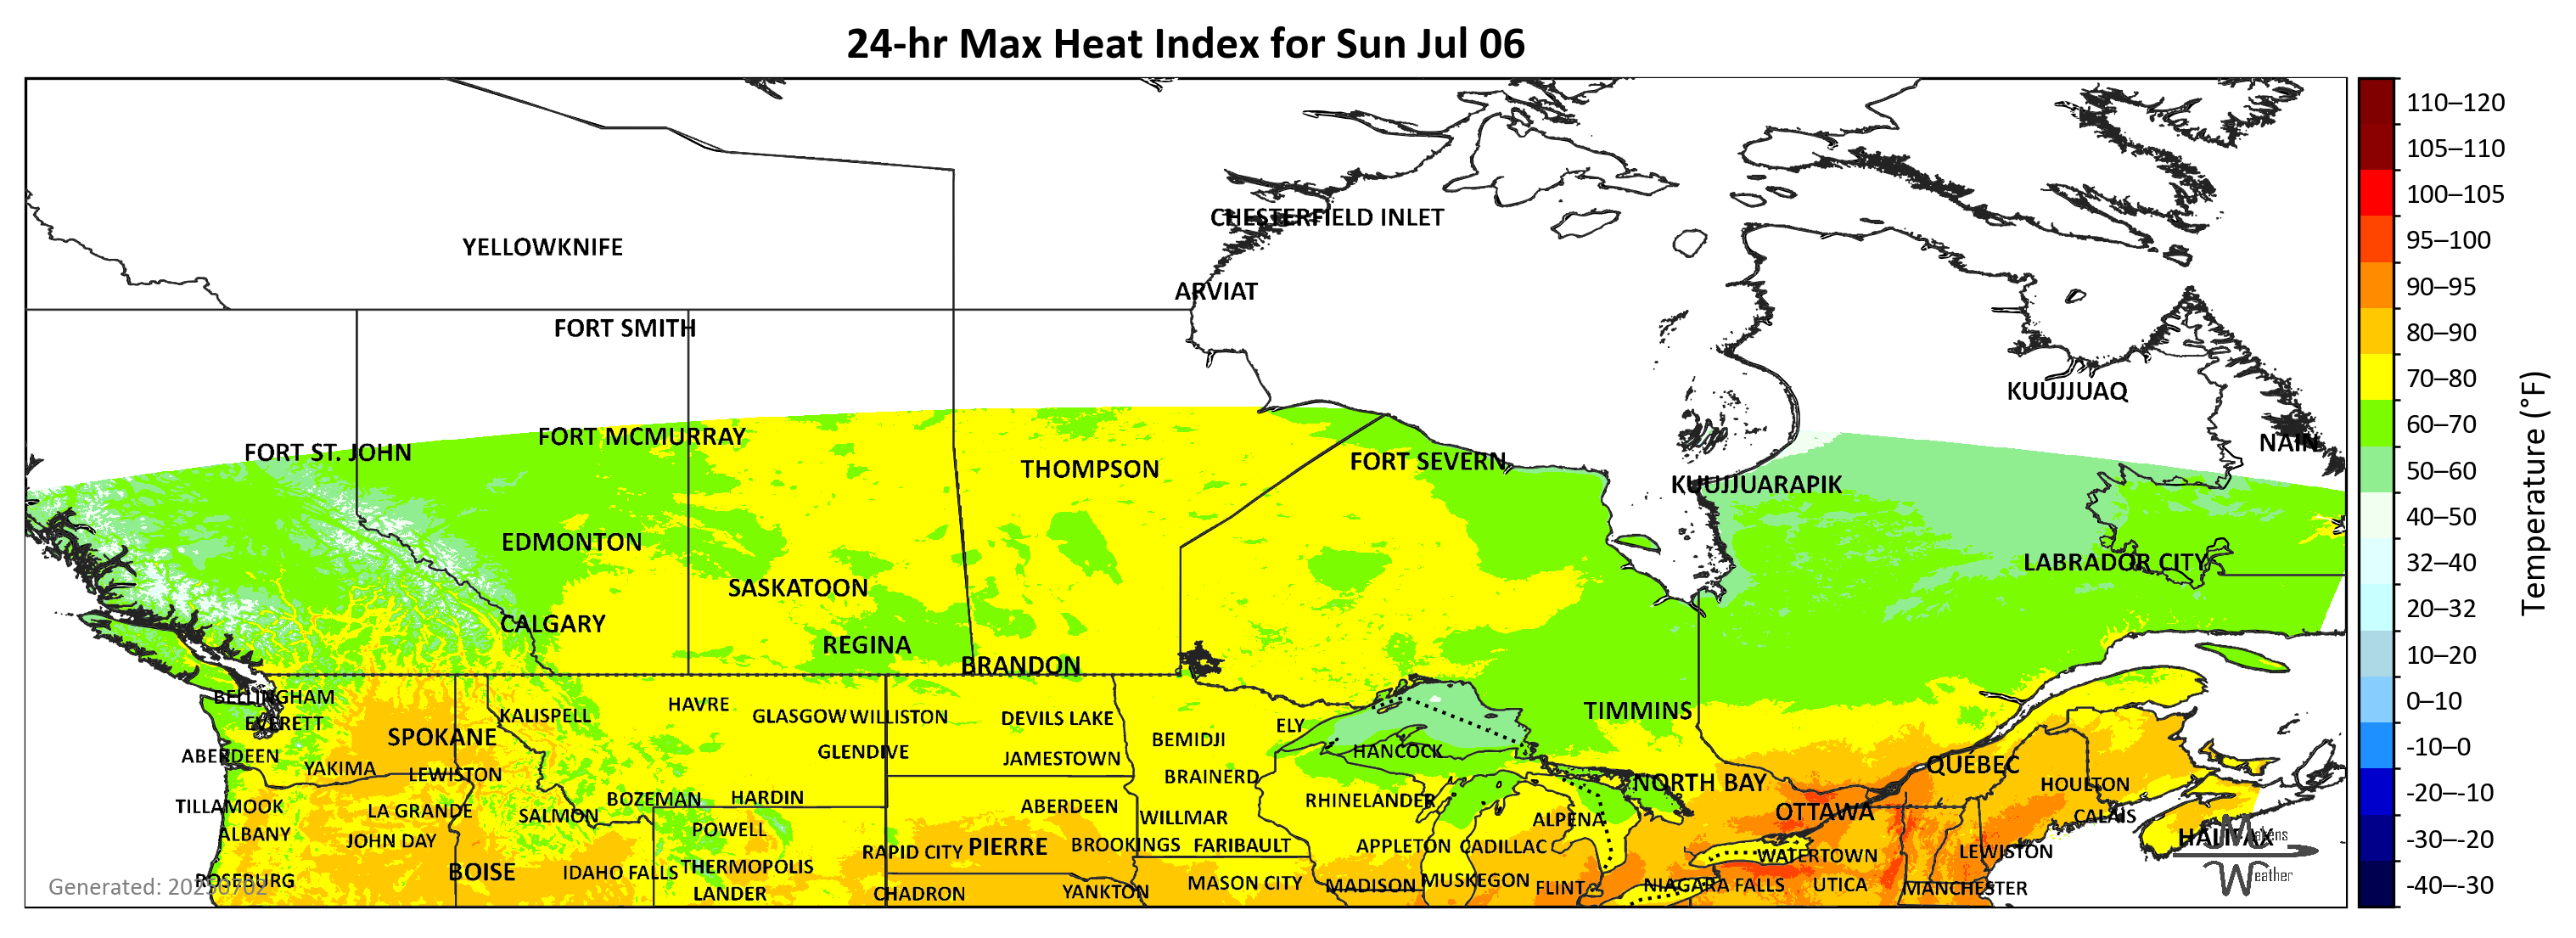 24-hr Max Heat Index for Sun Jul 06
CHESTERFIELD INLET
YELLOWKNIFE
ARVIAT
FORT SMITH
KUUJJUAQ
FORT MCMURRAY
NAIN
FORT ST. JOHN
THOMPSON
FORT SEVERN
KUUJJUARAPIK
EDMONTON
LABRADOR CITY
SASKATOON
CALGARY
REGINA
BRANDON
BELLINGHAM
HAVRE
KALISPELL
GLASGOW
WILLISTON
DEVILS LAKE
TIMMINS
EVERETT
ELY
SPOKANE
BEMIDJI
HANCOCK
ABERDEEN
GLENDIVE
JAMESTOWN
QUÉBEC
YAKIMA
LEWISTON
BRAINERD
NORTH BAY
HOULTON
BOZEMAN
HARDIN
RHINELANDER
TILLAMOOK
LA GRANDE
SALMON
ABERDEEN
WILLMAR
ALPENA
OTTAWA
CALAIS
ALBANY
JOHN DAY
POWELL
HALIFAX
RAPID CITY
PIERRE
BROOKINGS
FARIBAULT
APPLETON
CADILLAC
WATERTOWN
LEWISTON
BOISE
IDAHO FALLS
THERMOPOLIS
ROSEBURG
LANDER
CHADRON
YANKTON
MASON CITY
MADISON
MUSKEGON
FLINT
NIAGARA FALLS
UTICA
MANCHESTER
Generated: 20250702
Makens
Weather
110–120
105–110
100–105
95–100
90–95
80–90
70–80
60–70
50–60
40–50
32–40
20–32
10–20
0–10
-10–0
-20–-10
-30–-20
-40–-30
Temperature (°F)